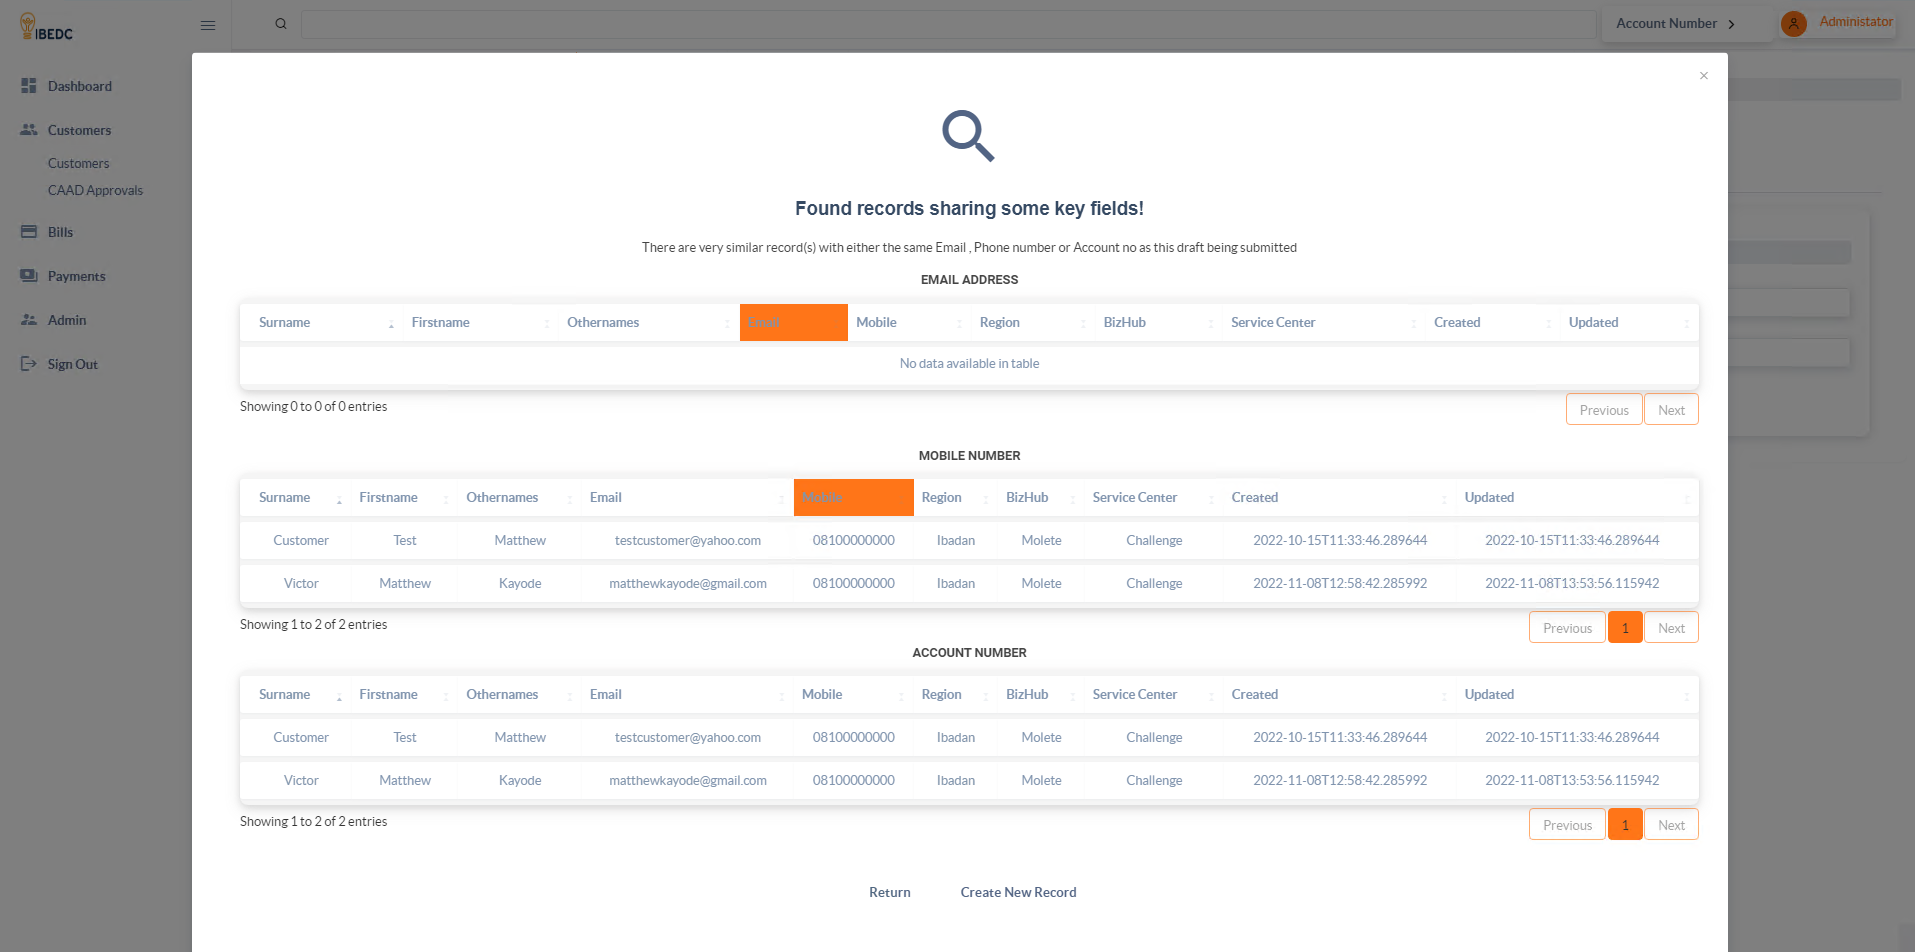 IBEDC
Account Number
Administator
Dashboard
Customers
Customers
CAAD Approvals
Bills
Payments
Admin
Sign Out
×
Found records sharing some key fields!
There are very similar record(s) with either the same Email , Phone number or Account no as this draft being submitted
EMAIL ADDRESS
Surname Firstname Othernames Email Mobile Region BizHub Service Center Created Updated
No data available in table
Showing 0 to 0 of 0 entries
Previous Next
MOBILE NUMBER
Surname Firstname Othernames Email Mobile Region BizHub Service Center Created Updated
Customer Test Matthew testcustomer@yahoo.com 08100000000 Ibadan Molete Challenge 2022-10-15T11:33:46.289644 2022-10-15T11:33:46.289644
Victor Matthew Kayode matthewkayode@gmail.com 08100000000 Ibadan Molete Challenge 2022-11-08T12:58:42.285992 2022-11-08T13:53:56.115942
Showing 1 to 2 of 2 entries
Previous 1 Next
ACCOUNT NUMBER
Surname Firstname Othernames Email Mobile Region BizHub Service Center Created Updated
Customer Test Matthew testcustomer@yahoo.com 08100000000 Ibadan Molete Challenge 2022-10-15T11:33:46.289644 2022-10-15T11:33:46.289644
Victor Matthew Kayode matthewkayode@gmail.com 08100000000 Ibadan Molete Challenge 2022-11-08T12:58:42.285992 2022-11-08T13:53:56.115942
Showing 1 to 2 of 2 entries
Previous 1 Next
Return Create New Record